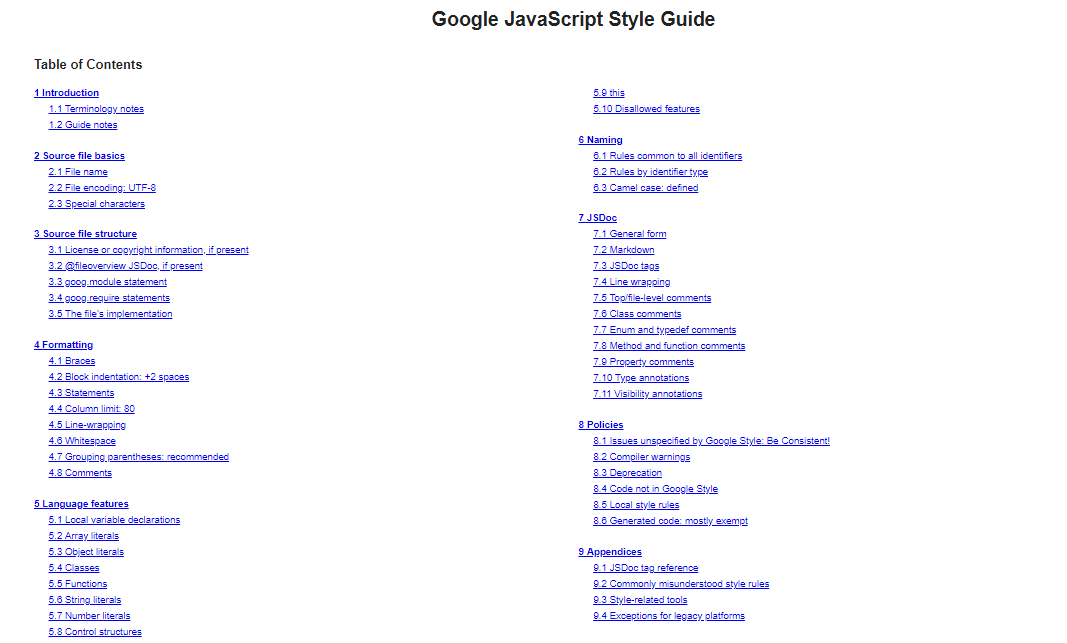 Google JavaScript Style Guide
Table of Contents
1 Introduction
1.1 Terminology notes
1.2 Guide notes
2 Source file basics
2.1 File name
2.2 File encoding: UTF-8
2.3 Special characters
3 Source file structure
3.1 License or copyright information, if present
3.2 @fileoverview JSDoc, if present
3.3 goog.module statement
3.4 goog.require statements
3.5 The file's implementation
4 Formatting
4.1 Braces
4.2 Block indentation: +2 spaces
4.3 Statements
4.4 Column limit: 80
4.5 Line-wrapping
4.6 Whitespace
4.7 Grouping parentheses: recommended
4.8 Comments
5 Language features
5.1 Local variable declarations
5.2 Array literals
5.3 Object literals
5.4 Classes
5.5 Functions
5.6 String literals
5.7 Number literals
5.8 Control structures
5.9 this
5.10 Disallowed features
6 Naming
6.1 Rules common to all identifiers
6.2 Rules by identifier type
6.3 Camel case: defined
7 JSDoc
7.1 General form
7.2 Markdown
7.3 JSDoc tags
7.4 Line wrapping
7.5 Top/file-level comments
7.6 Class comments
7.7 Enum and typedef comments
7.8 Method and function comments
7.9 Property comments
7.10 Type annotations
7.11 Visibility annotations
8 Policies
8.1 Issues unspecified by Google Style: Be Consistent!
8.2 Compiler warnings
8.3 Deprecation
8.4 Code not in Google Style
8.5 Local style rules
8.6 Generated code: mostly exempt
9 Appendices
9.1 JSDoc tag reference
9.2 Commonly misunderstood style rules
9.3 Style-related tools
9.4 Exceptions for legacy platforms